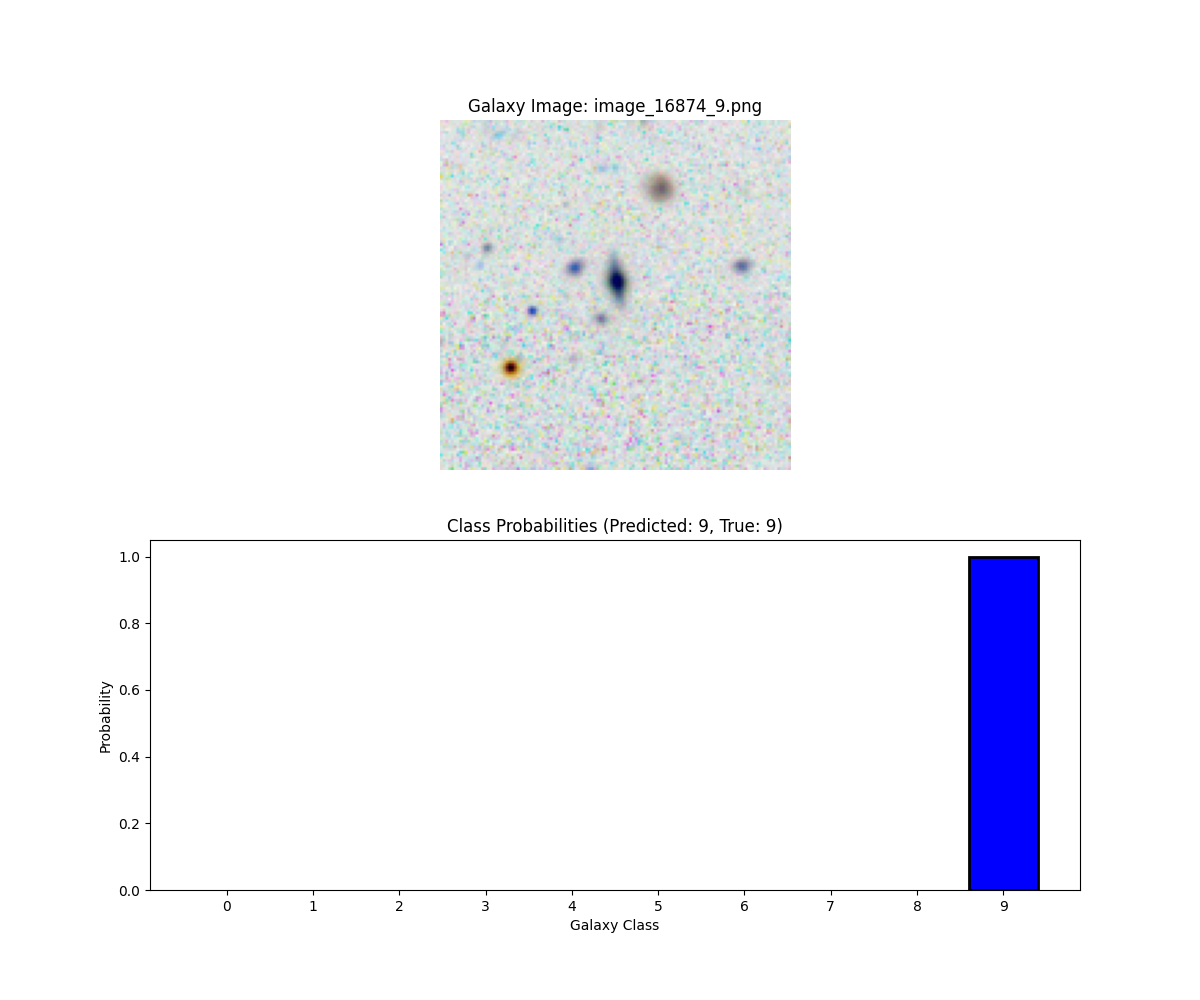 Galaxy Image: image_16874_9.png
Class Probabilities (Predicted: 9, True: 9)
1.0
0.8
0.6
0.4
0.2
0.0
Probability
0 1 2 3 4 5 6 7 8 9
Galaxy Class